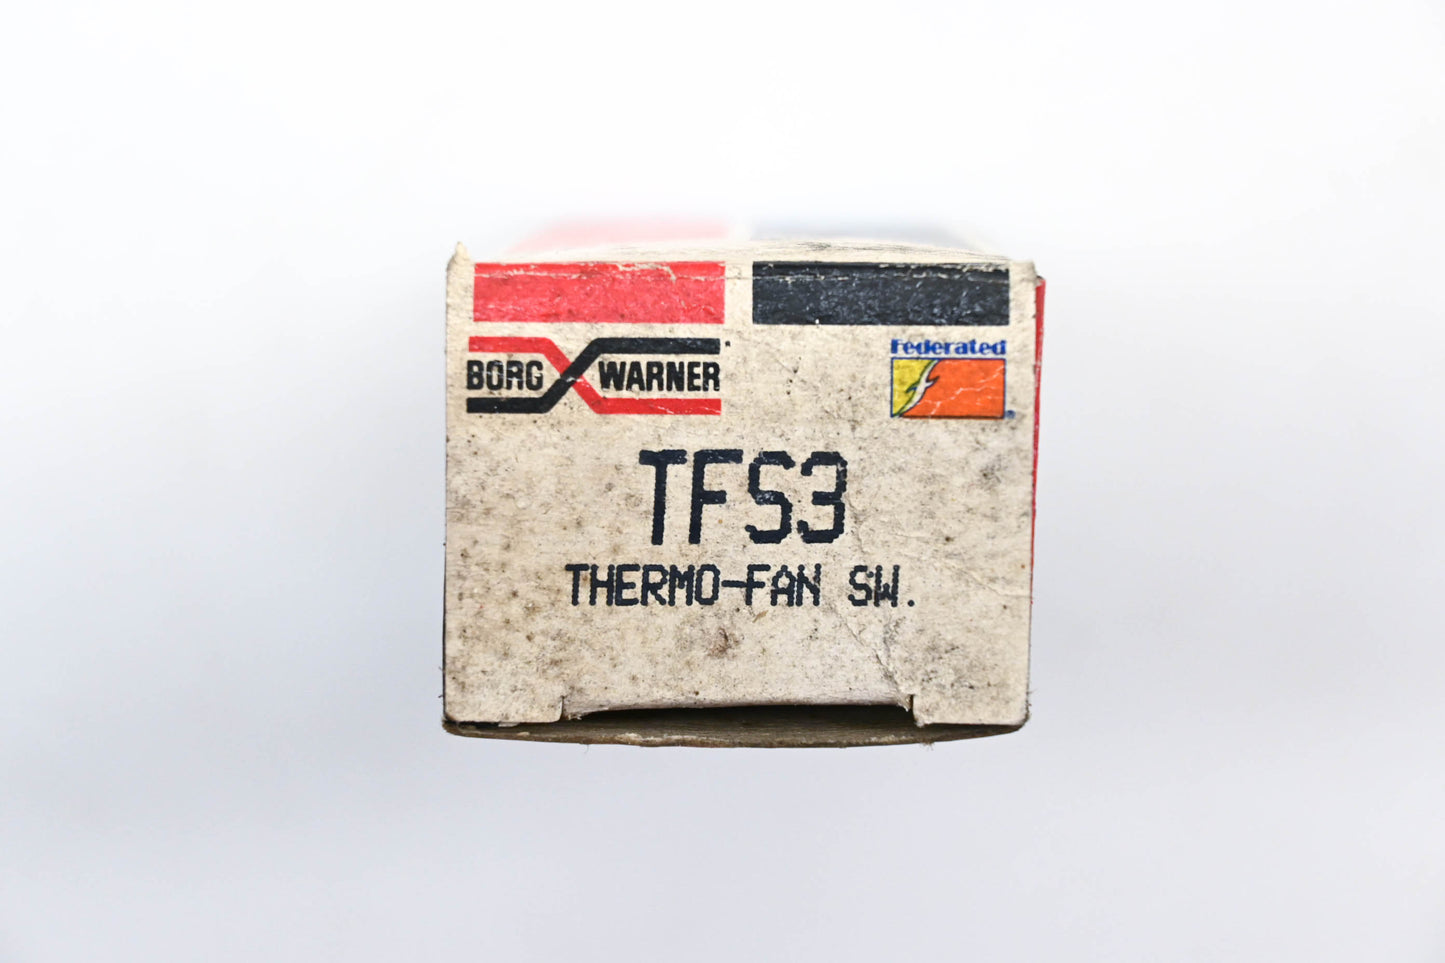 BORG WARNER
Federated
TFS3
THERMO-FAN SW.